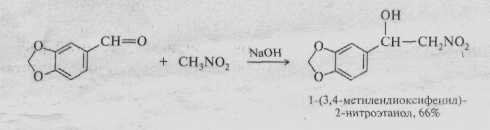 OH
CH=O
O
O
+ CH₃NO₂
NaOH
CH—CH₂NO₂
O
O
1-(3,4-метилендиоксифенил)-
2-нитроэтанол, 66%